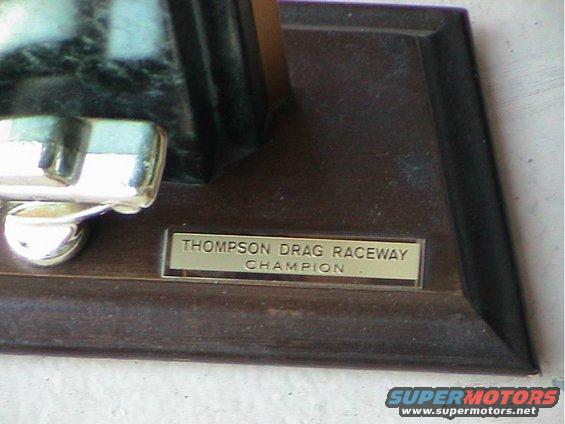 THOMPSON DRAG RACEWAY
CHAMPION
SUPERMOTORS
www.supermotors.net